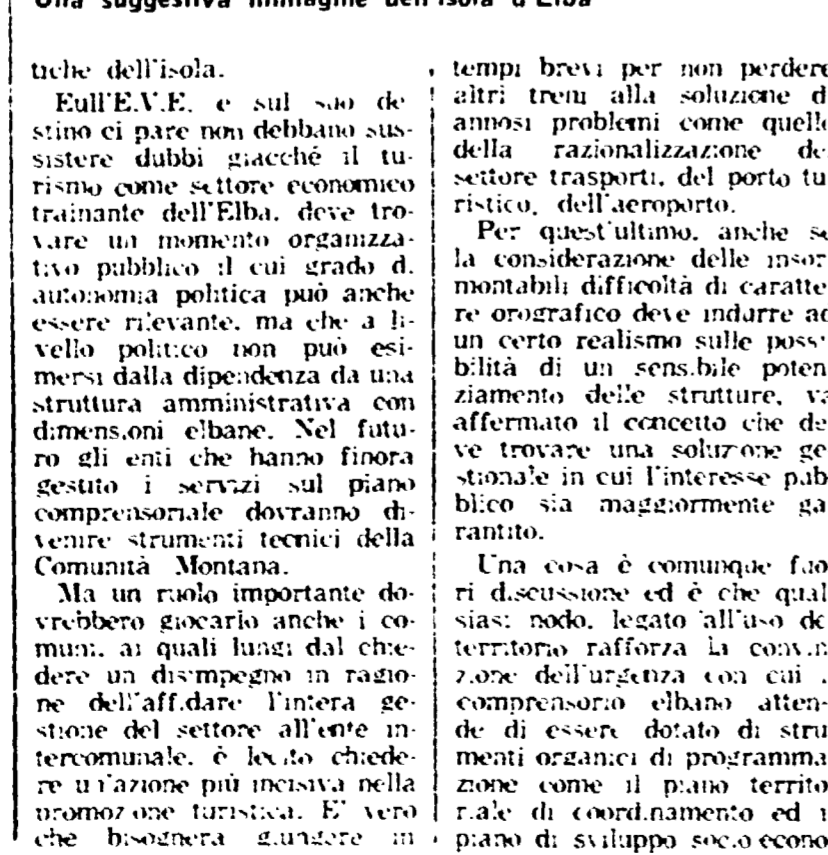 Una suggestiva immagine dell'isola d'Elba
tiche dell'isola.
Eull'E.V.E. e sul suo de
stino ci pare non debbano sus-
sistere dubbi giacché il tu-
rismo come settore economico
trainante dell'Elba, deve tro-
vare un momento organizza-
tivo pubblico il cui grado d.
autonomia politica può anche
essere rilevante, ma che a li-
vello politico non può esi-
mersi dalla dipendenza da una
struttura amministrativa con
dimensioni elbane. Nel futu-
ro gli enti che hanno finora
gestito i servizi sul piano
comprensoriale dovranno di-
venire strumenti tecnici della
Comunità Montana.
Ma un ruolo importante do-
vrebbero giocarlo anche i co-
muni, ai quali lungi dal chie-
dere un disimpegno in ragio-
ne dell'affidare l'intera ge-
stione del settore all'ente in-
tercomunale, è lecito chiede-
re un'azione più incisiva nella
promozione turistica. E' vero
che bisognerà giungere in
tempi brevi per non perdere
altri treni alla soluzione d
annosi problemi come quelle
della razionalizzazione de
settore trasporti, del porto tu
ristico, dell'aeroporto.
Per quest'ultimo, anche se
la considerazione delle insor
montabili difficoltà di caratte
re orografico deve indurre ad
un certo realismo sulle possi
bilità di un sensibile poten
ziamento delle strutture, va
affermato il concetto che de
ve trovare una soluzione ge
stionale in cui l'interesse pub
blico sia maggiormente ga
rantito.
Una cosa è comunque fuo
ri discussione ed è che qual
siasi nodo, legato all'uso de
territorio rafforza la convin
zione dell'urgenza con cui
comprensorio elbano atten-
de di essere dotato di stru
menti organici di programma
zione come il piano territo
riale di coordinamento ed i
piano di sviluppo socio econo